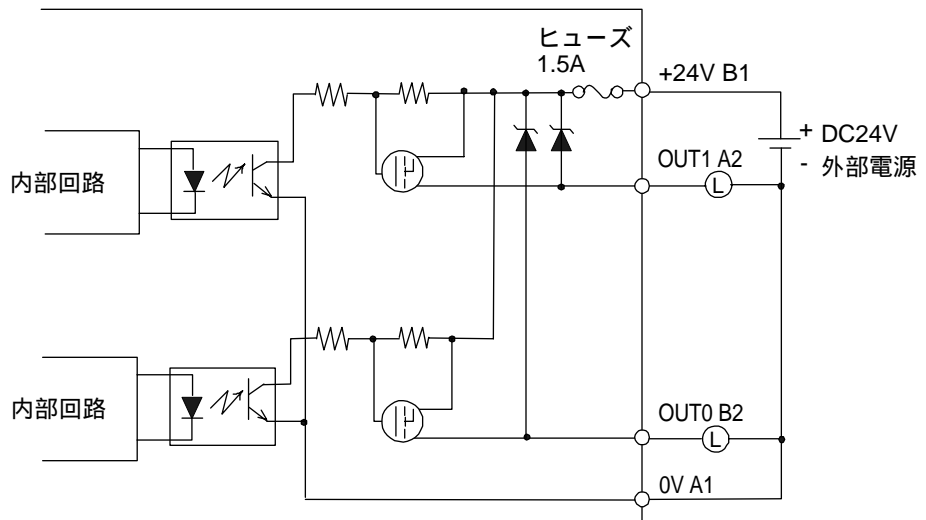 ヒューズ
1.5A
+24V B1
+ DC24V
- 外部電源
OUT1 A2
L
内部回路
内部回路
OUT0 B2
L
0V A1